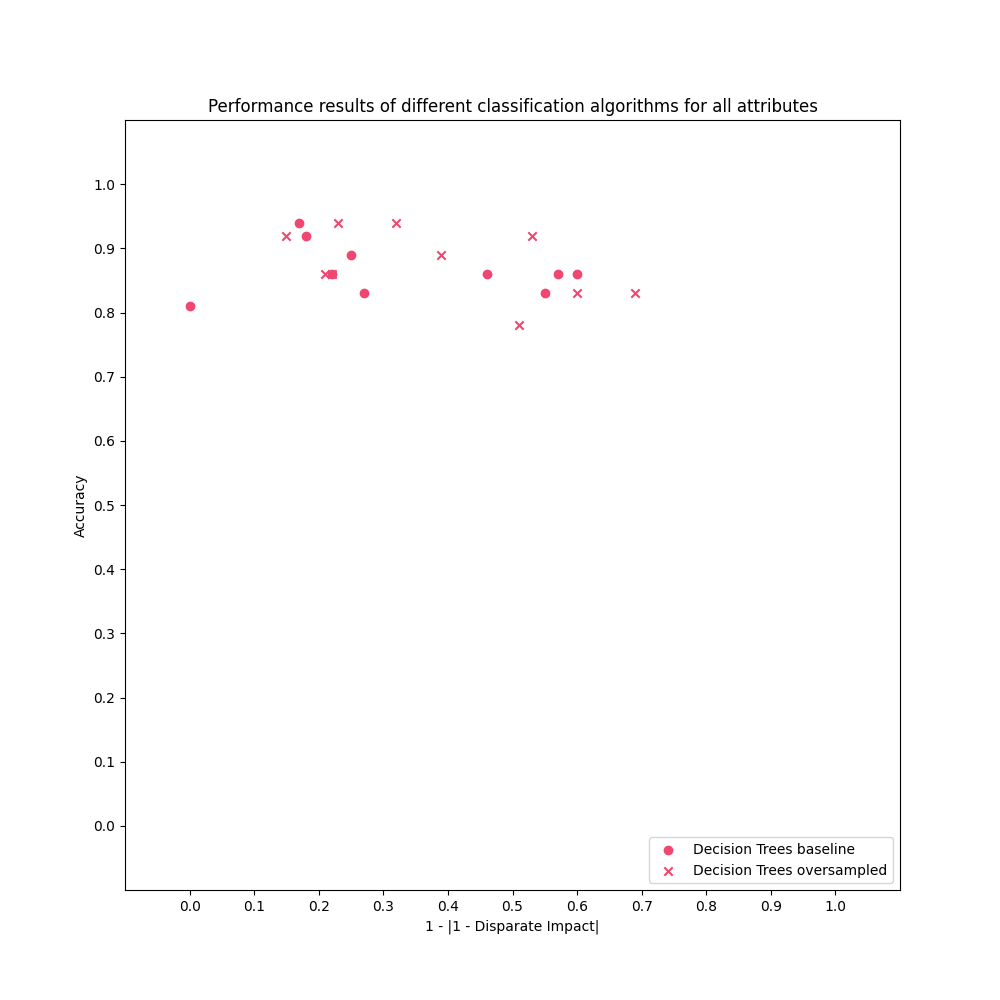 Performance results of different classification algorithms for all attributes
1.0
0.9
0.8
0.7
0.6
0.5
0.4
0.3
0.2
0.1
0.0
Accuracy
Decision Trees baseline
Decision Trees oversampled
0.0 0.1 0.2 0.3 0.4 0.5 0.6 0.7 0.8 0.9 1.0
1 - |1 - Disparate Impact|